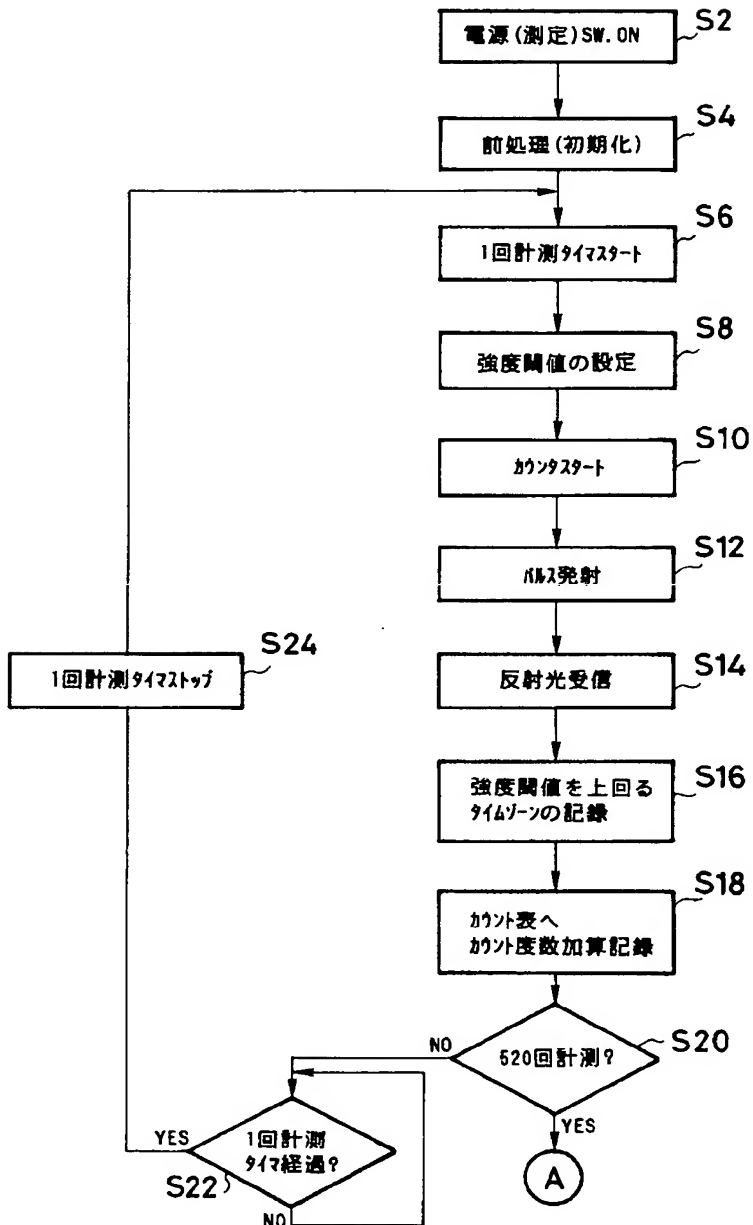 電源(測定)SW.ON
S2
前処理(初期化)
S4
1回計測タイマスタート
S6
強度閾値の設定
S8
カウンタスタート
S10
パルス発射
S12
反射光受信
S14
強度閾値を上回る
タイムゾーンの記録
S16
カウント表へ
カウント度数加算記録
S18
520回計測?
S20
NO
YES
A
1回計測
タイマ経過?
S22
YES
NO
1回計測タイマストップ
S24